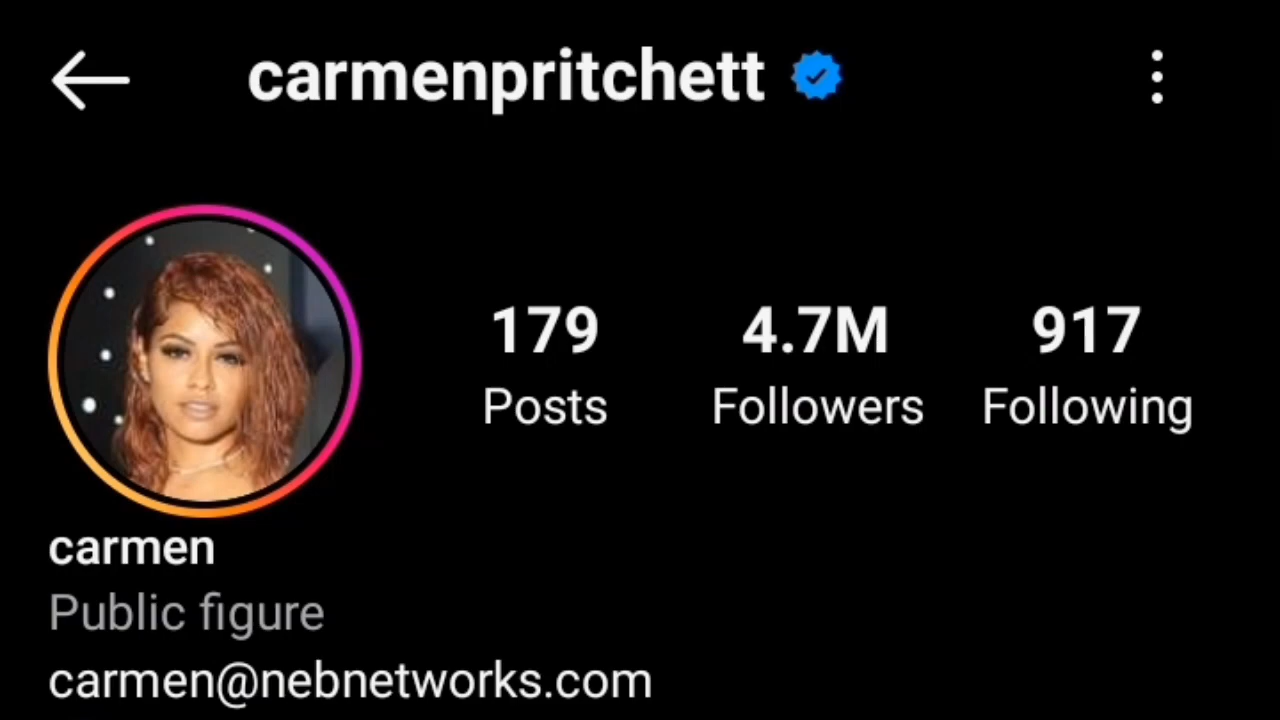 carmenpritchett
179 4.7M 917
Posts Followers Following
carmen
Public figure
carmen@nebnetworks.com